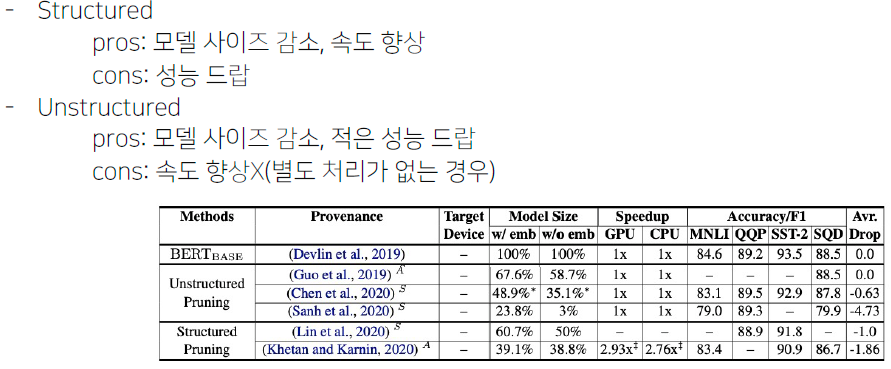 - Structured
pros: 모델 사이즈 감소, 속도 향상
cons: 성능 드랍
- Unstructured
pros: 모델 사이즈 감소, 적은 성능 드랍
cons: 속도 향상X(별도 처리가 없는 경우)
Methods Provenance Target Model Size Speedup Accuracy/F1 Avr.
Device w/ emb w/o emb GPU CPU MNLI QQP SST-2 SQD Drop
BERT_BASE (Devlin et al., 2019) – 100% 100% 1x 1x 84.6 89.2 93.5 88.5 0.0
Unstructured Pruning (Guo et al., 2019) A – 67.6% 58.7% 1x 1x – – – 88.5 0.0
(Chen et al., 2020) S – 48.9%* 35.1%* 1x 1x 83.1 89.5 92.9 87.8 -0.63
(Sanh et al., 2020) S – 23.8% 3% 1x 1x 79.0 89.3 – 79.9 -4.73
Structured Pruning (Lin et al., 2020) S – 60.7% 50% – – – 88.9 91.8 – -1.0
(Khetan and Karnin, 2020) A – 39.1% 38.8% 2.93x‡ 2.76x‡ 83.4 – 90.9 86.7 -1.86